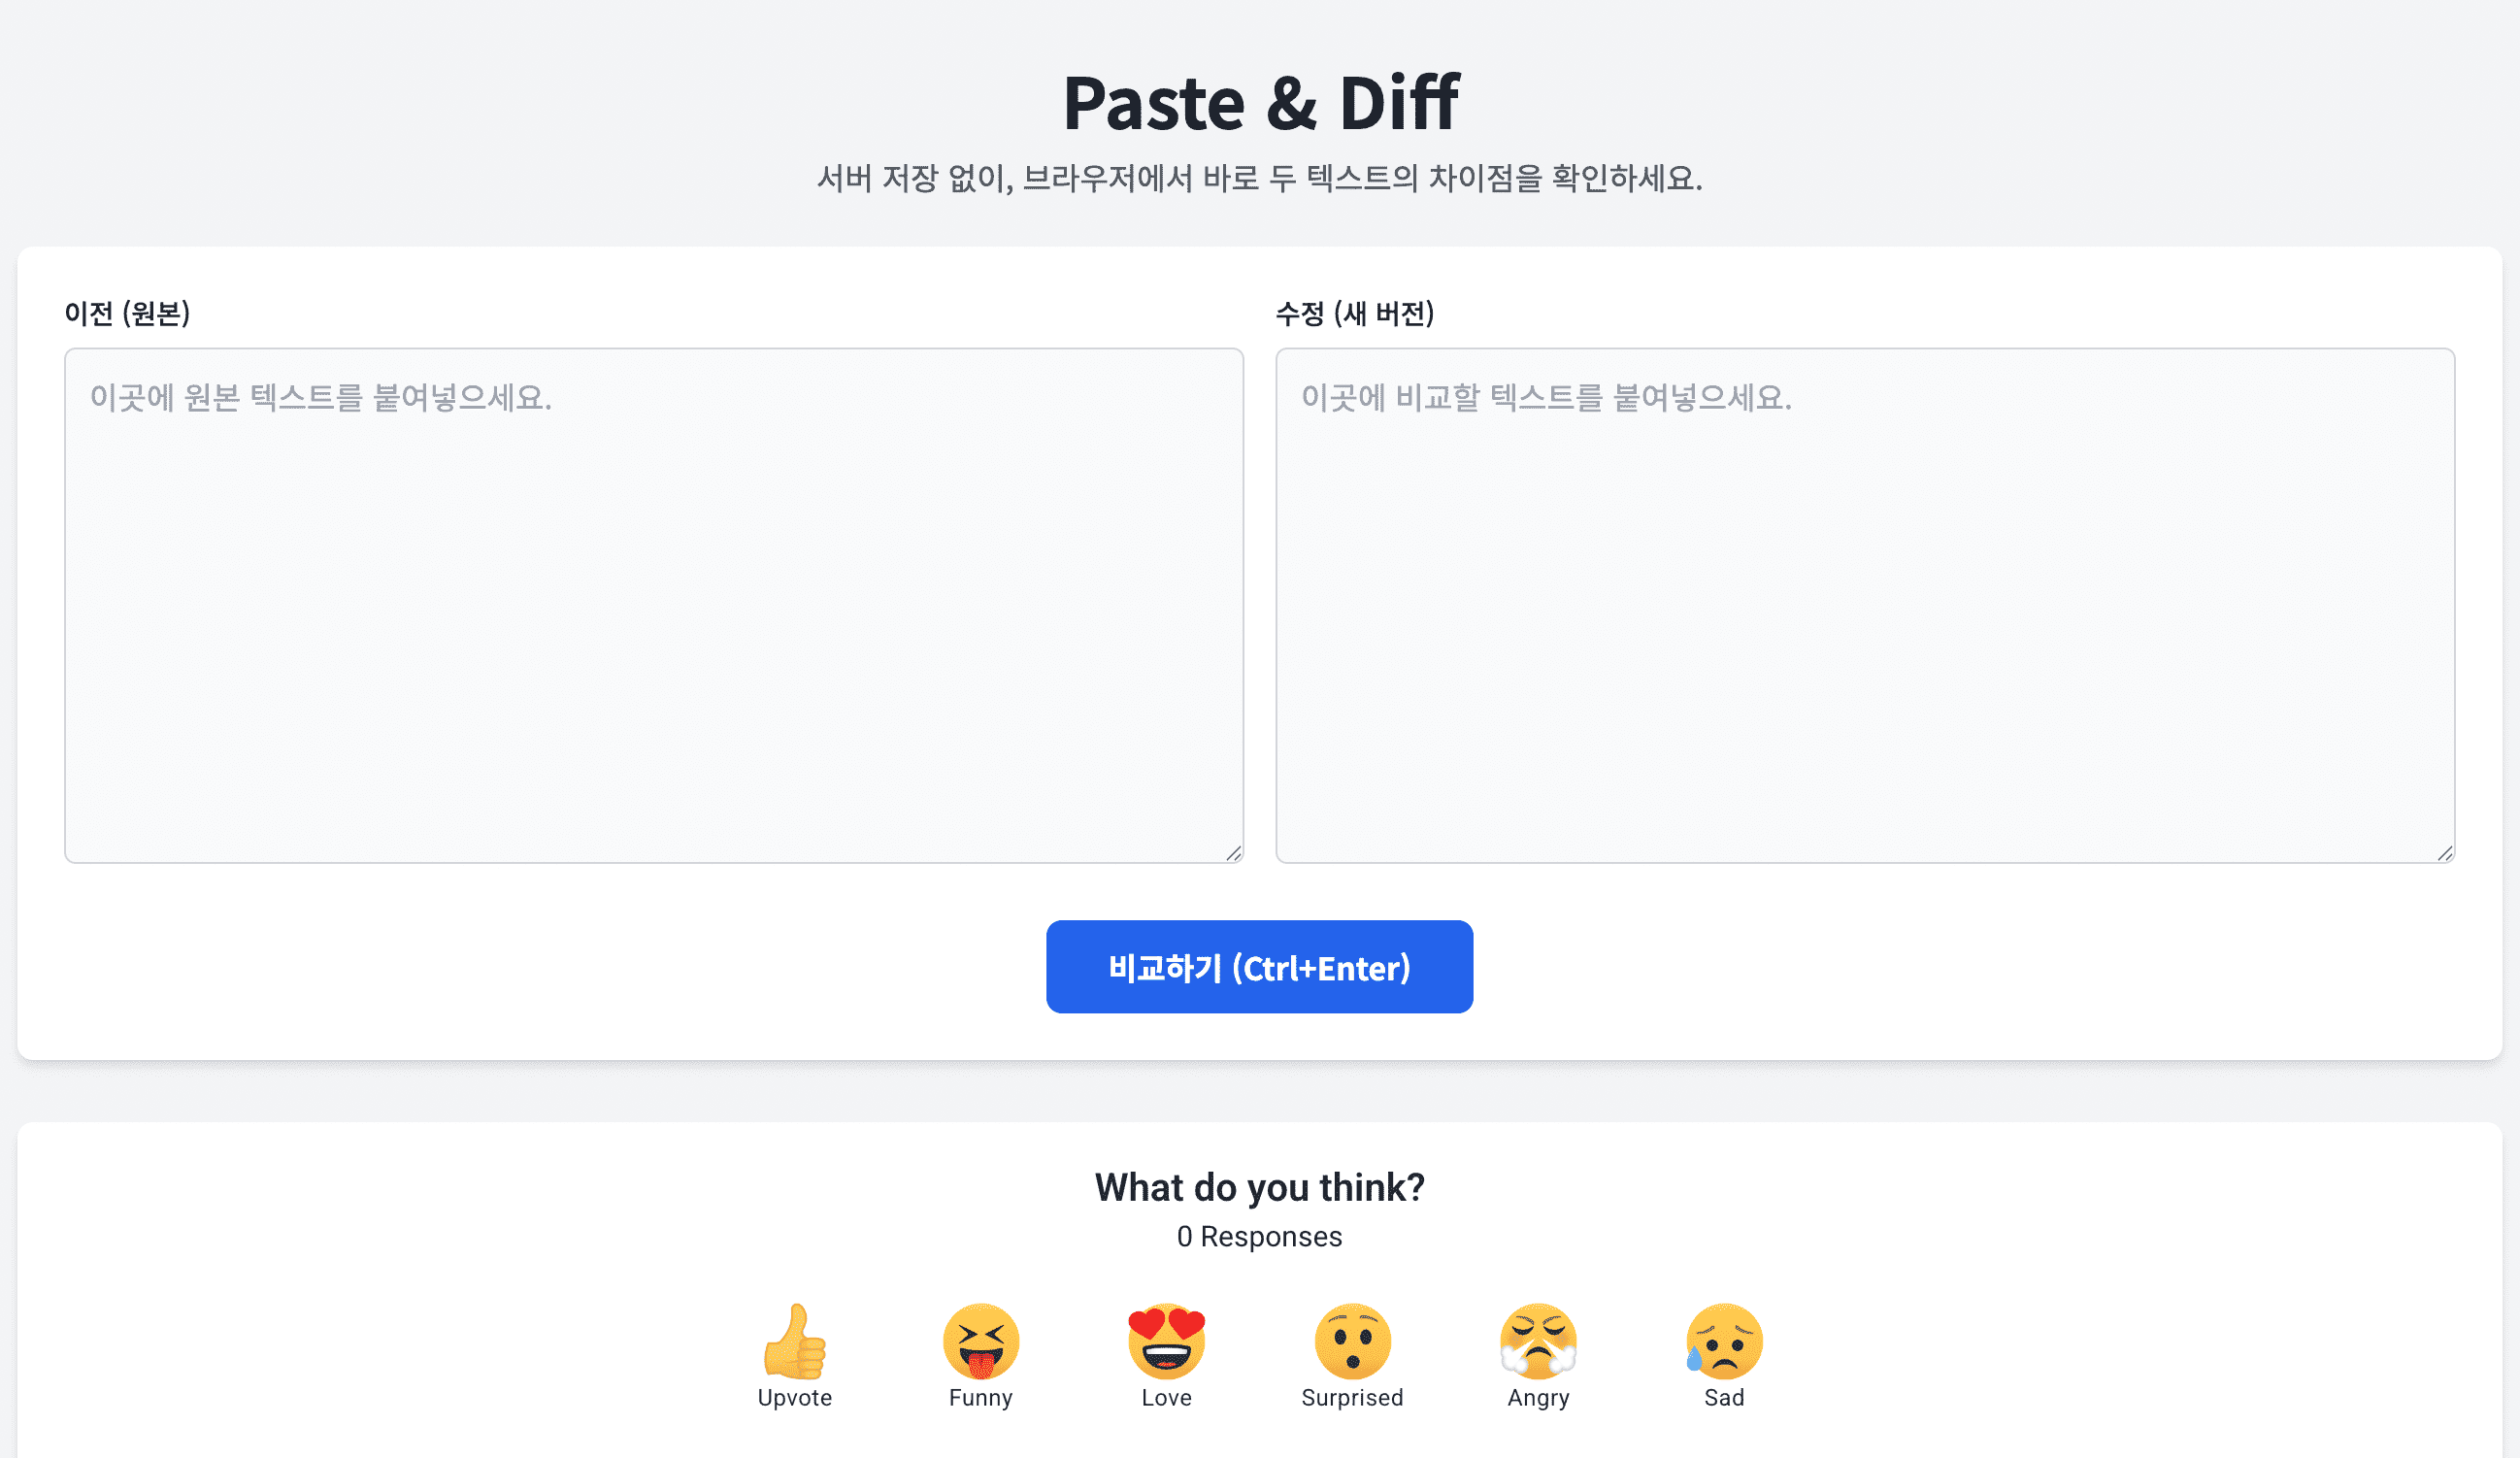 Paste & Diff
서버 저장 없이, 브라우저에서 바로 두 텍스트의 차이점을 확인하세요.
이전 (원본)
수정 (새 버전)
이곳에 원본 텍스트를 붙여넣으세요.
이곳에 비교할 텍스트를 붙여넣으세요.
비교하기 (Ctrl+Enter)
What do you think?
0 Responses
Upvote
Funny
Love
Surprised
Angry
Sad